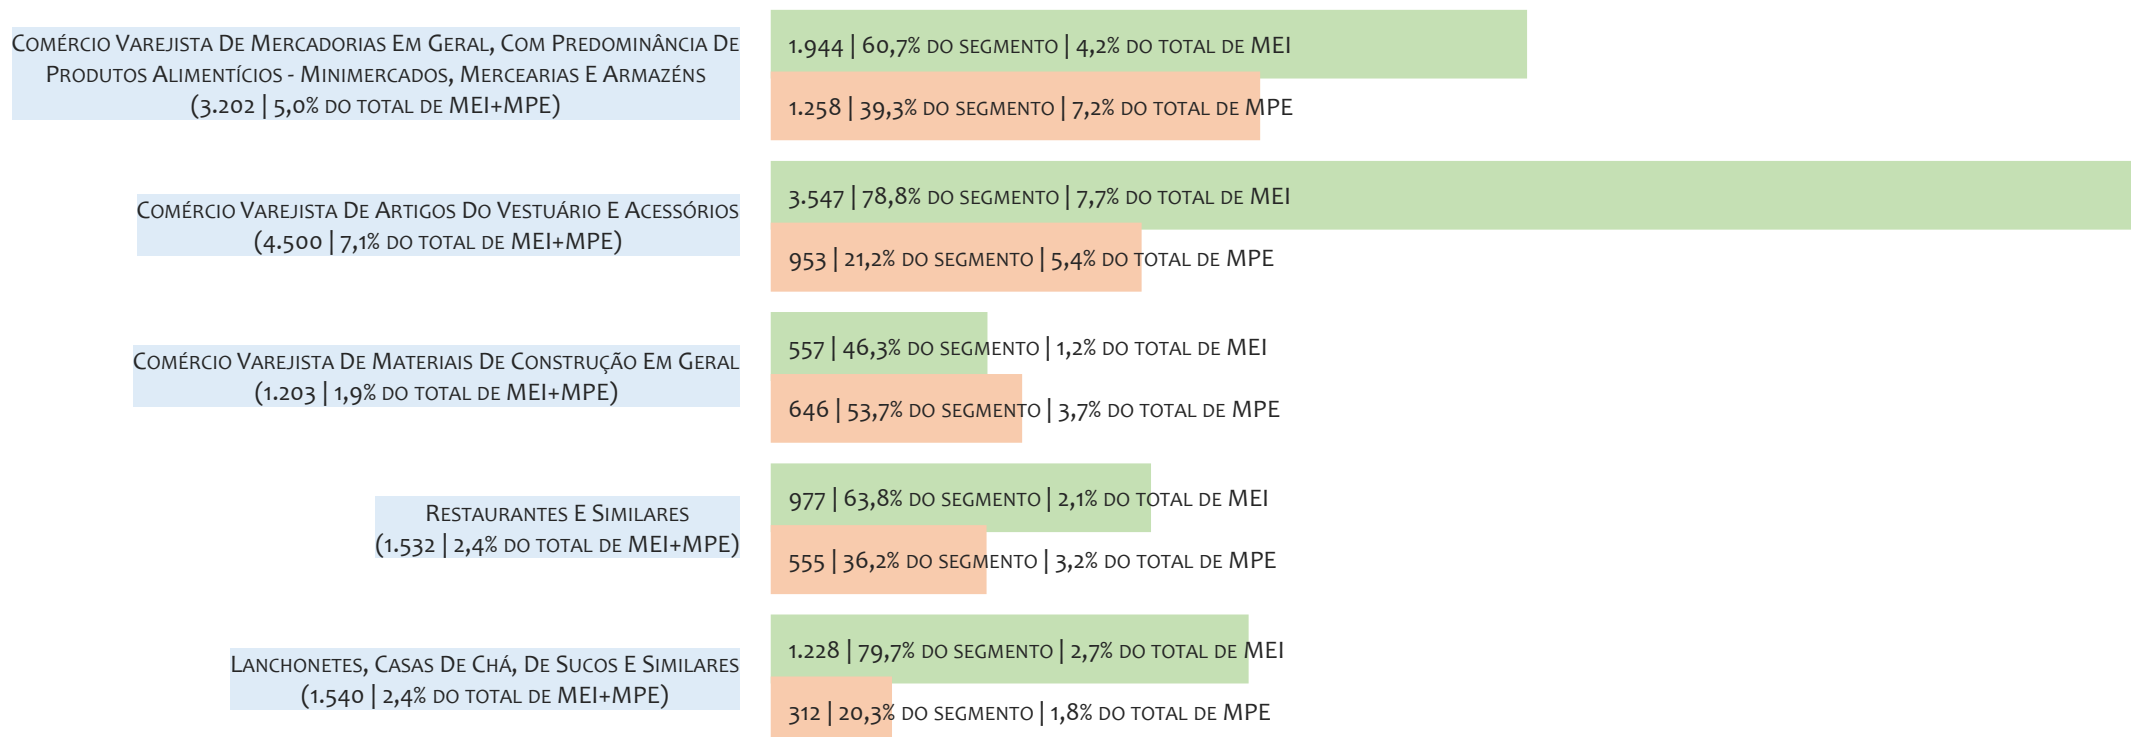 Comércio Varejista De Mercadorias Em Geral, Com Predominância De
Produtos Alimentícios - Minimercados, Mercearias E Armazéns
(3.202 | 5,0% do total de MEI+MPE)
1.944 | 60,7% do segmento | 4,2% do total de MEI
1.258 | 39,3% do segmento | 7,2% do total de MPE
Comércio Varejista De Artigos Do Vestuário E Acessórios
(4.500 | 7,1% do total de MEI+MPE)
3.547 | 78,8% do segmento | 7,7% do total de MEI
953 | 21,2% do segmento | 5,4% do total de MPE
Comércio Varejista De Materiais De Construção Em Geral
(1.203 | 1,9% do total de MEI+MPE)
557 | 46,3% do segmento | 1,2% do total de MEI
646 | 53,7% do segmento | 3,7% do total de MPE
Restaurantes E Similares
(1.532 | 2,4% do total de MEI+MPE)
977 | 63,8% do segmento | 2,1% do total de MEI
555 | 36,2% do segmento | 3,2% do total de MPE
Lanchonetes, Casas De Chá, De Sucos E Similares
(1.540 | 2,4% do total de MEI+MPE)
1.228 | 79,7% do segmento | 2,7% do total de MEI
312 | 20,3% do segmento | 1,8% do total de MPE